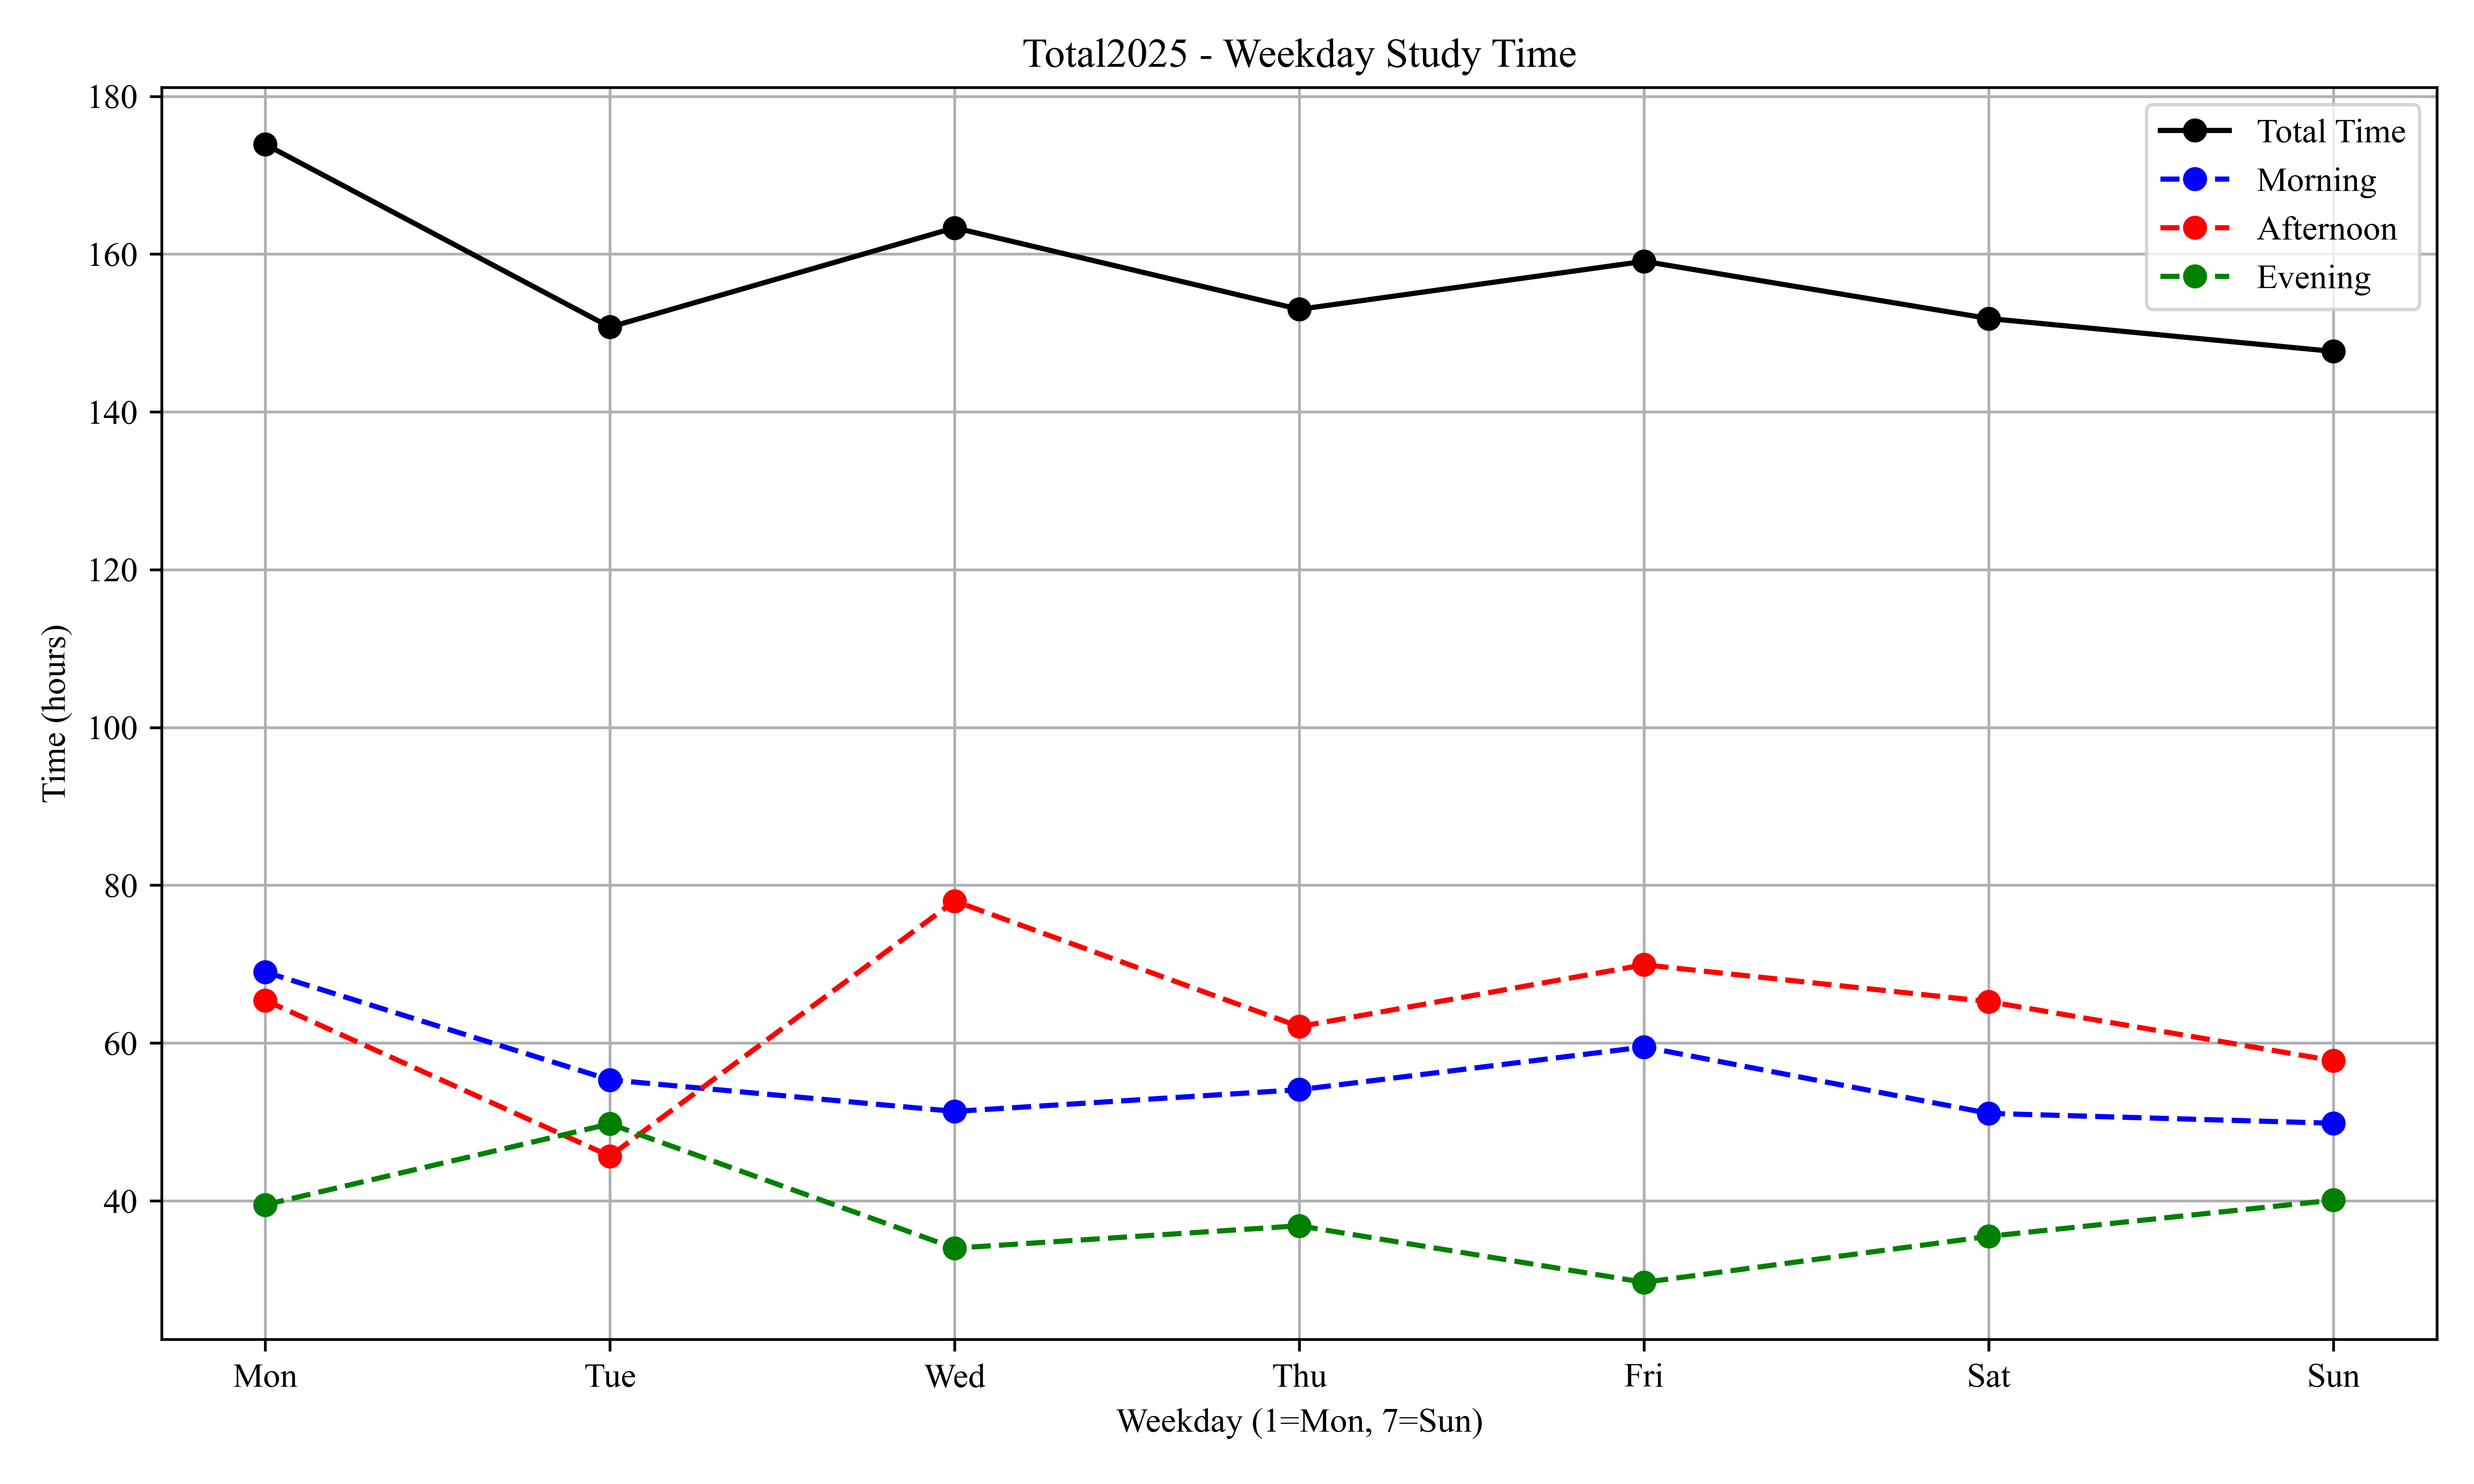 Total2025 - Weekday Study Time
Total Time
Morning
Afternoon
Evening
Time (hours)
180
160
140
120
100
80
60
40
Mon Tue Wed Thu Fri Sat Sun
Weekday (1=Mon, 7=Sun)